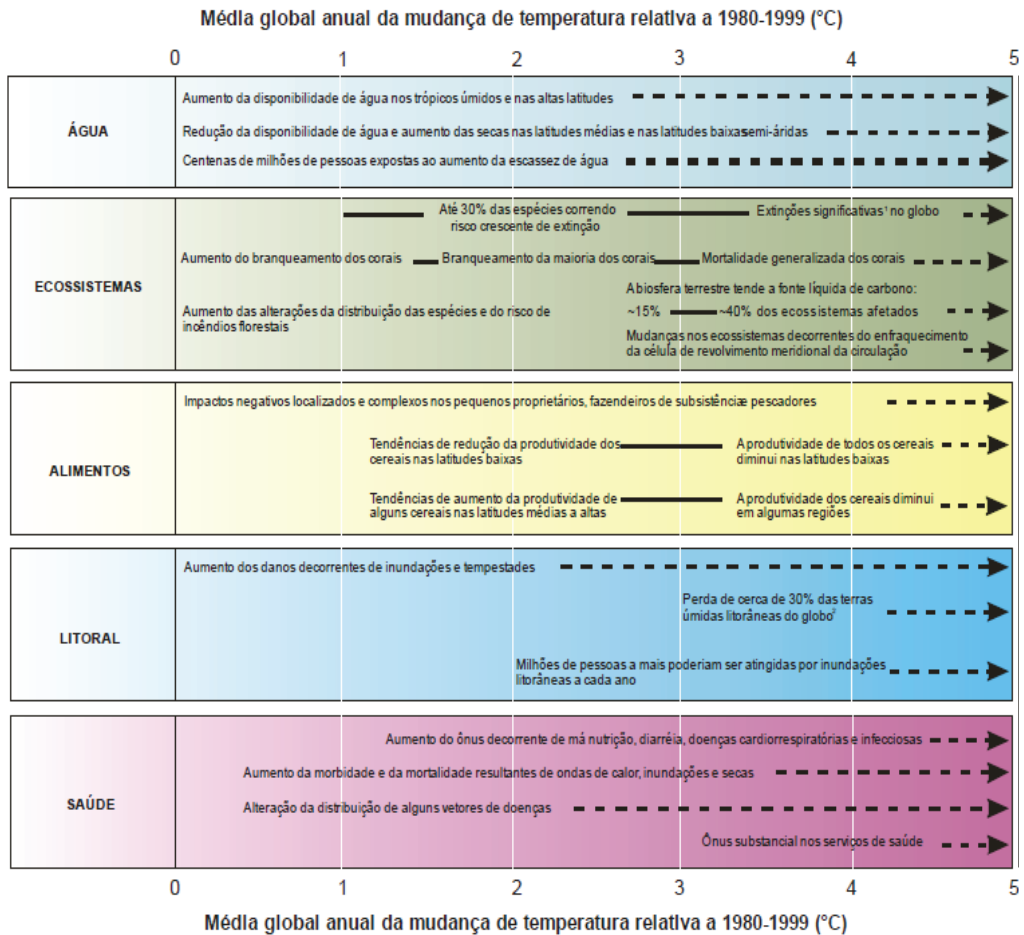 Média global anual da mudança de temperatura relativa a 1980-1999 (°C)
0 1 2 3 4 5
ÁGUA
Aumento da disponibilidade de água nos trópicos úmidos e nas altas latitudes
Redução da disponibilidade de água e aumento das secas nas latitudes médias e nas latitudes baixassemi-áridas
Centenas de milhões de pessoas expostas ao aumento da escassez de água
ECOSSISTEMAS
Até 30% das espécies correndo
risco crescente de extinção
Extinções significativas¹ no globo
Aumento do branqueamento dos corais
Branqueamento da maioria dos corais
Mortalidade generalizada dos corais
Aumento das alterações da distribuição das espécies e do risco de
incêndios florestais
A biosfera terrestre tende a fonte líquida de carbono:
~15%
~40% dos ecossistemas afetados
Mudanças nos ecossistemas decorrentes do enfraquecimento
da célula de revolvimento meridional da circulação
ALIMENTOS
Impactos negativos localizados e complexos nos pequenos proprietários, fazendeiros de subsistênciæ pescadores
Tendências de redução da produtividade dos
cereais nas latitudes baixas
A produtividade de todos os cereais
diminui nas latitudes baixas
Tendências de aumento da produtividade de
alguns cereais nas latitudes médias a altas
A produtividade dos cereais diminui
em algumas regiões
LITORAL
Aumento dos danos decorrentes de inundações e tempestades
Perda de cerca de 30% das terras
úmidas litorâneas do globo²
Milhões de pessoas a mais poderiam ser atingidas por inundações
litorâneas a cada ano
SAÚDE
Aumento do ônus decorrente de má nutrição, diarréia, doenças cardiorrespiratórias e infecciosas
Aumento da morbidade e da mortalidade resultantes de ondas de calor, inundações e secas
Alteração da distribuição de alguns vetores de doenças
Ônus substancial nos serviços de saúde
0 1 2 3 4 5
Média global anual da mudança de temperatura relativa a 1980-1999 (°C)